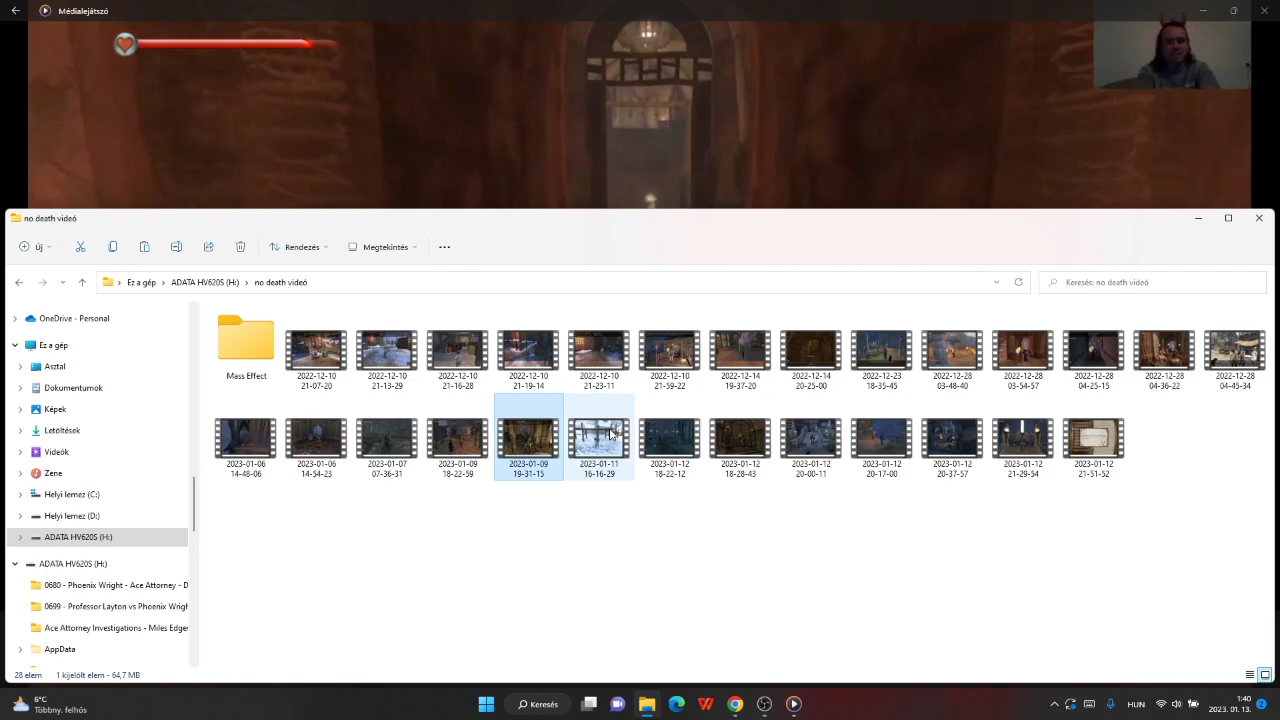 Médialejátszó
no death videó
Új
Rendezés
Megtekintés
Ez a gép
ADATA HV620S (H:)
no death videó
Keresés: no death videó
OneDrive - Personal
Ez a gép
Asztal
Dokumentumok
Képek
Letöltések
Videók
Zene
Helyi lemez (C:)
Helyi lemez (D:)
ADATA HV620S (H:)
ADATA HV620S (H:)
0680 - Phoenix Wright - Ace Attorney - D
0699 - Professor Layton vs Phoenix Wrigh
Ace Attorney Investigations - Miles Edge
AppData
Mass Effect
2022-12-10
21-07-20
2022-12-10
21-13-29
2022-12-10
21-16-28
2022-12-10
21-19-14
2022-12-10
21-23-11
2022-12-10
21-59-22
2022-12-14
19-37-20
2022-12-14
20-25-00
2022-12-23
18-35-45
2022-12-28
03-48-40
2022-12-28
03-54-57
2022-12-28
04-25-15
2022-12-28
04-36-22
2022-12-28
04-45-34
2023-01-06
14-48-06
2023-01-06
14-54-23
2023-01-07
07-36-31
2023-01-09
18-22-59
2023-01-09
19-31-15
2023-01-11
16-16-29
2023-01-12
18-22-12
2023-01-12
18-28-43
2023-01-12
20-00-11
2023-01-12
20-17-00
2023-01-12
20-37-57
2023-01-12
21-29-54
2023-01-12
21-51-52
28 elem
1 kijelölt elem - 64,7 MB
6°C
Többny. felhős
Keresés
HUN
1:40
2023. 01. 13.
2